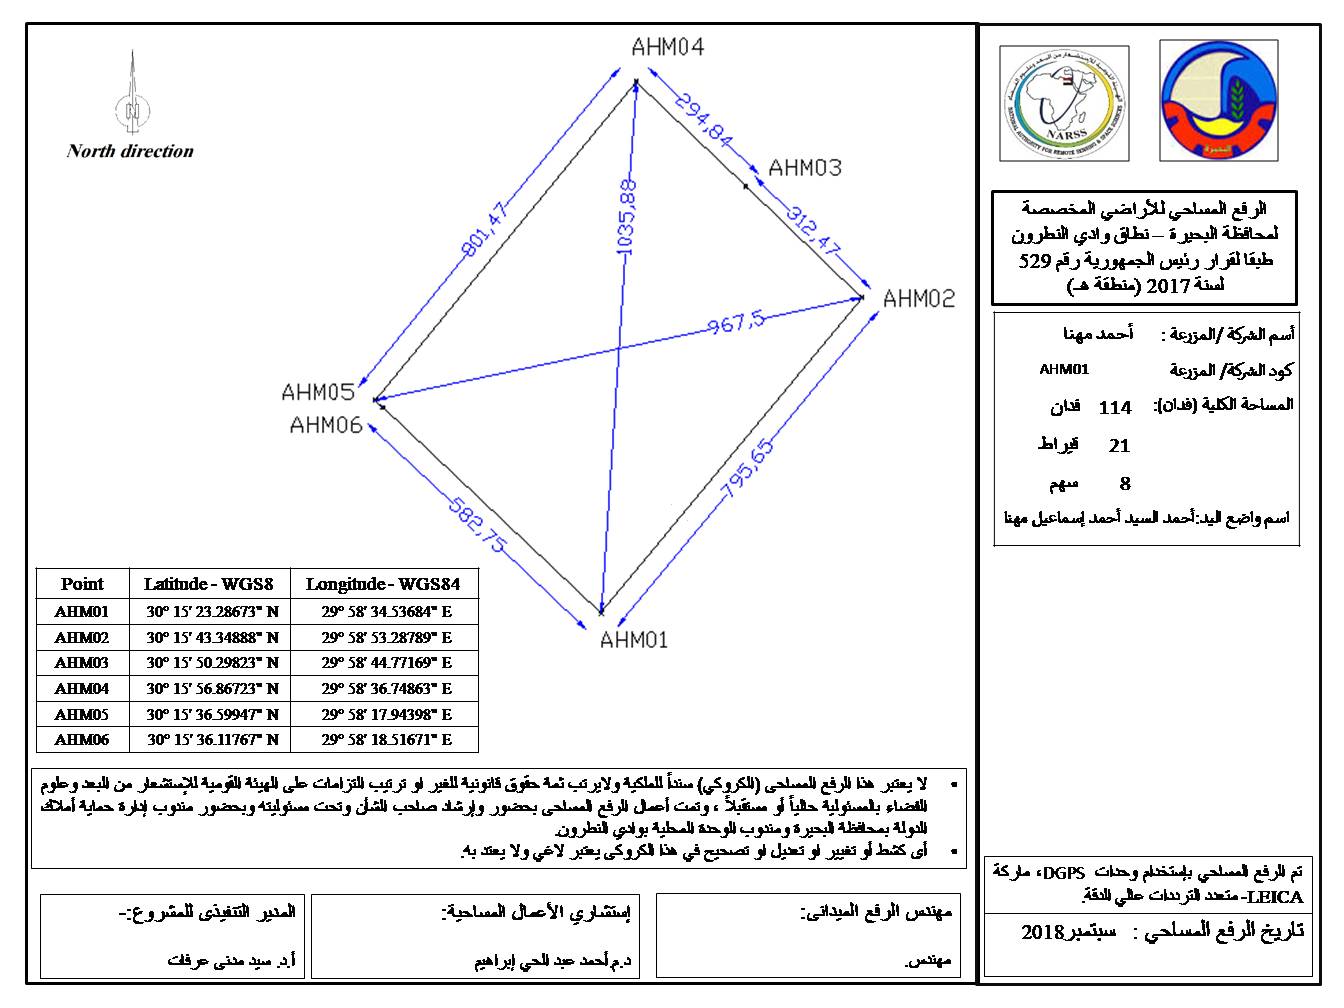 North direction
AHM04
294,84
AHM03
312,47
801,47
1035,88
AHM02
967,5
AHM05
AHM06
795,65
582,75
AHM01
Point Latitude - WGS8 Longitude - WGS84
AHM01 30° 15' 23.28673" N 29° 58' 34.53684" E
AHM02 30° 15' 43.34888" N 29° 58' 53.28789" E
AHM03 30° 15' 50.29823" N 29° 58' 44.77169" E
AHM04 30° 15' 56.86723" N 29° 58' 36.74863" E
AHM05 30° 15' 36.59947" N 29° 58' 17.94398" E
AHM06 30° 15' 36.11767" N 29° 58' 18.51671" E
NARSS
NATIONAL AUTHORITY FOR REMOTE SENSING & SPACE SCIENCES
البحيرة
الرفع المساحي للأراضي المخصصة
لمحافظة البحيرة – نطاق وادي النطرون
طبقا لقرار رئيس الجمهورية رقم 529
لسنة 2017 (منطقة هـ)
أسم الشركة /المزرعة : أحمد مهنا
كود الشركة/ المزرعة AHM01
المساحة الكلية (فدان): 114 فدان
21 قيراط
8 سهم
اسم واضع اليد:أحمد السيد أحمد إسماعيل مهنا
• لا يعتبر هذا الرفع المساحى (الكروكي) سنداً للملكية ولايرتب ثمة حقوق قانونية للغير او ترتيب التزامات على الهيئة القومية للإستشعار من البعد وعلوم
الفضاء بالمسئولية حالياً أو مستقبلاً ، وتمت أعمال الرفع المساحى بحضور وإرشاد صاحب الشأن وتحت مسئوليته وبحضور مندوب إدارة حماية أملاك
الدولة بمحافظة البحيرة ومندوب الوحدة المحلية بوادي النطرون.
• أى كشط أو تغيير او تعديل او تصحيح في هذا الكروكى يعتبر لاغي ولا يعتد به.
تم الرفع المساحي بإستخدام وحدات DGPS، ماركة
LEICA- متعدد الترددات عالي الدقة.
تاريخ الرفع المساحي : سبتمبر2018
مهندس الرفع الميدانى:
مهندس.
إستشاري الأعمال المساحية:
د.م.أحمد عبد الحي إبراهيم
المدير التنفيذى للمشروع:-
أ.د. سيد مدنى عرفات